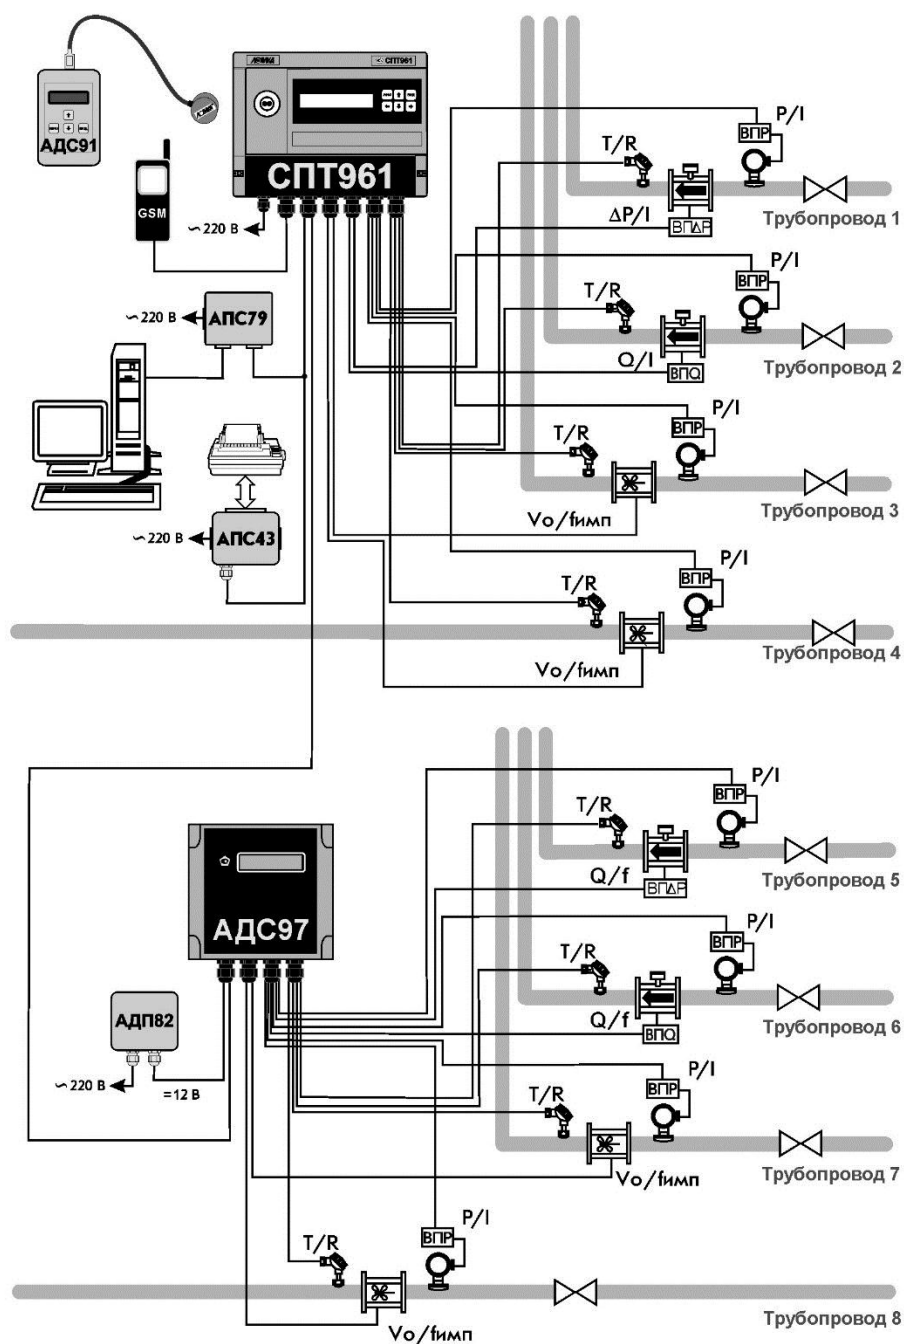 ЛОГИКА
СПТ961
АДС91
СПТ961
GSM
~ 220 В
P/I
ВПР
T/R
ΔP/I
ВПΔР
Трубопровод 1
P/I
ВПР
T/R
Q/I
ВПQ
Трубопровод 2
~ 220 В
АПС79
P/I
ВПР
T/R
Vo/fимп
Трубопровод 3
~ 220 В
АПС43
P/I
ВПР
T/R
Vo/fимп
Трубопровод 4
P/I
ВПР
T/R
Q/f
ВПΔР
Трубопровод 5
АДС97
P/I
ВПР
T/R
Q/f
ВПQ
Трубопровод 6
АДП82
~ 220 В
=12 В
P/I
ВПР
T/R
Vo/fимп
Трубопровод 7
P/I
ВПР
T/R
Vo/fимп
Трубопровод 8